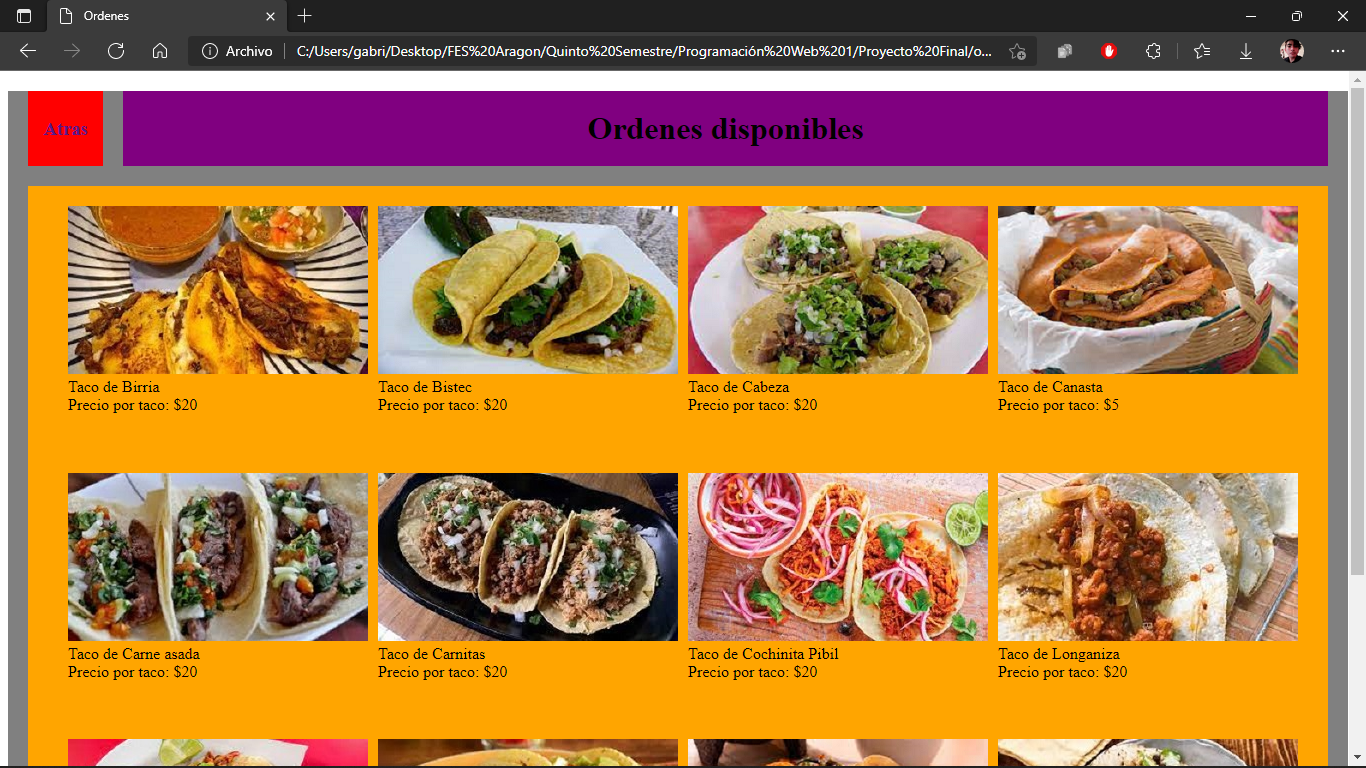 Ordenes
Archivo
C:/Users/gabri/Desktop/FES%20Aragon/Quinto%20Semestre/Programación%20Web%201/Proyecto%20Final/o...
Atras
Ordenes disponibles
Taco de Birria
Precio por taco: $20
Taco de Bistec
Precio por taco: $20
Taco de Cabeza
Precio por taco: $20
Taco de Canasta
Precio por taco: $5
Taco de Carne asada
Precio por taco: $20
Taco de Carnitas
Precio por taco: $20
Taco de Cochinita Pibil
Precio por taco: $20
Taco de Longaniza
Precio por taco: $20